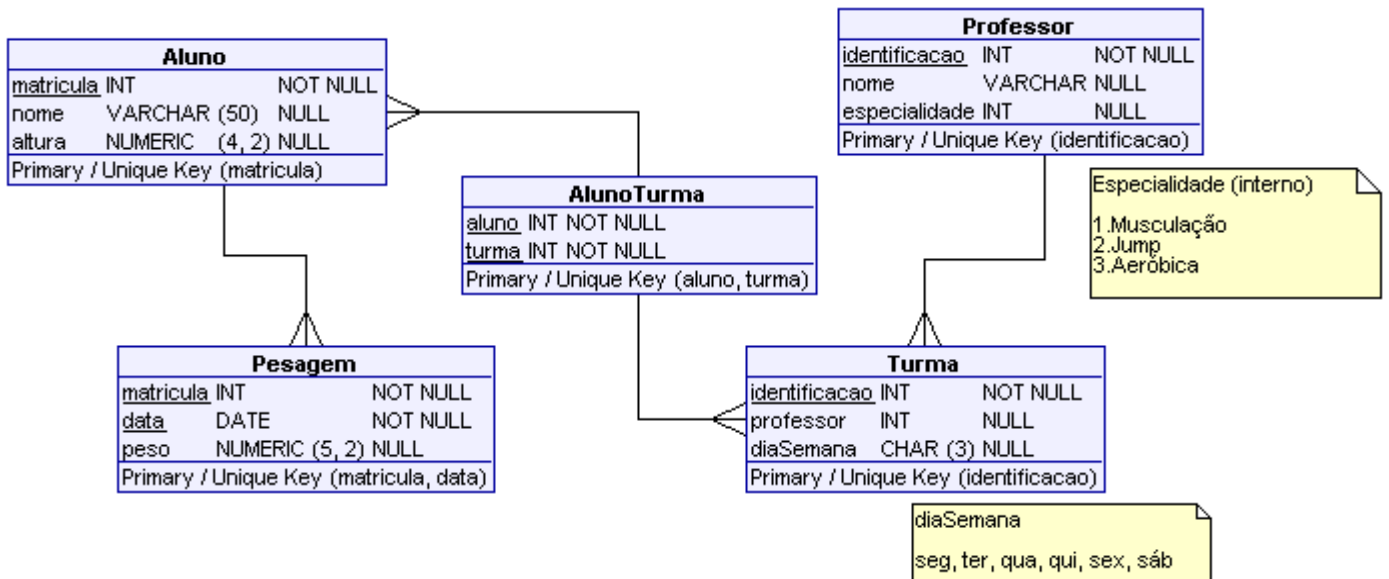 Aluno
matricula INT NOT NULL
nome VARCHAR (50) NULL
altura NUMERIC (4, 2) NULL
Primary / Unique Key (matricula)
Professor
identificacao INT NOT NULL
nome VARCHAR NULL
especialidade INT NULL
Primary / Unique Key (identificacao)
Especialidade (interno)
1.Musculação
2.Jump
3.Aeróbica
AlunoTurma
aluno INT NOT NULL
turma INT NOT NULL
Primary / Unique Key (aluno, turma)
Pesagem
matricula INT NOT NULL
data DATE NOT NULL
peso NUMERIC (5, 2) NULL
Primary / Unique Key (matricula, data)
Turma
identificacao INT NOT NULL
professor INT NULL
diaSemana CHAR (3) NULL
Primary / Unique Key (identificacao)
diaSemana
seg, ter, qua, qui, sex, sáb